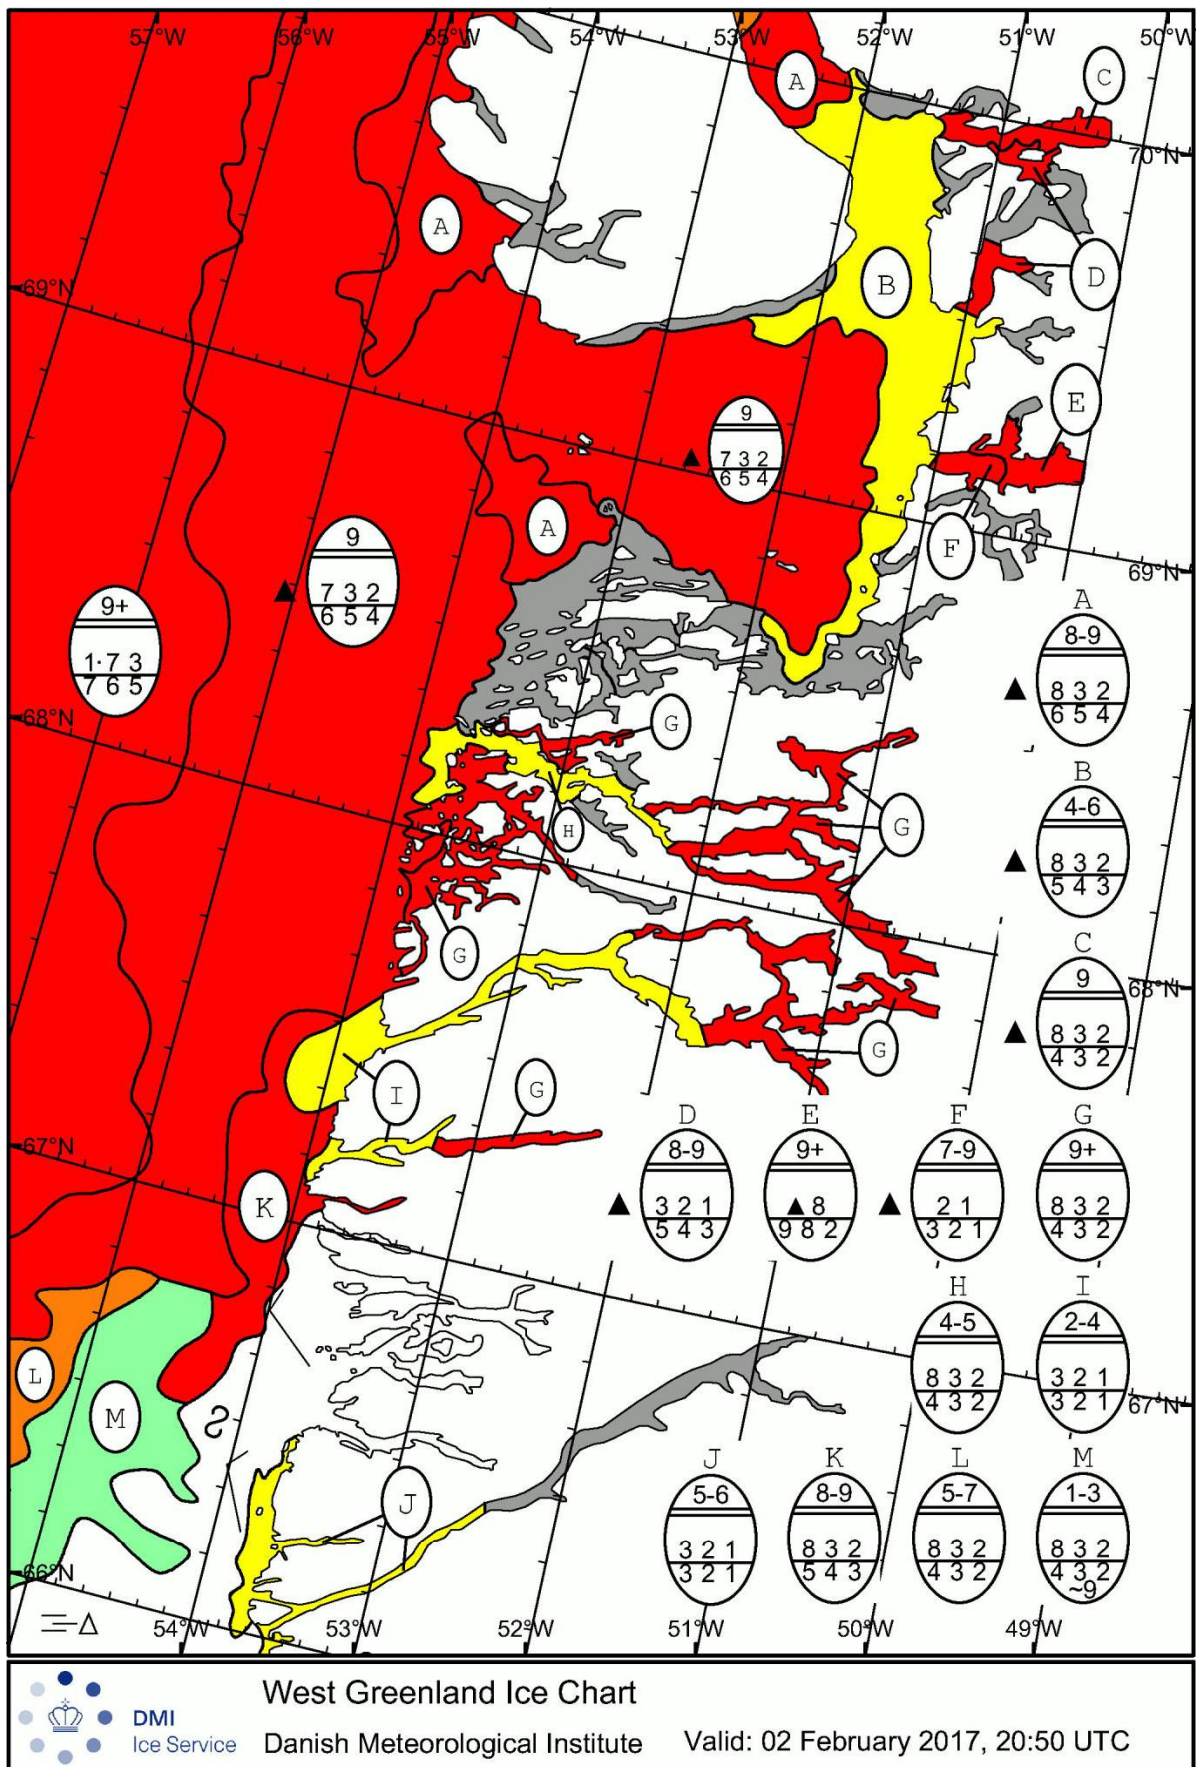 57°W 56°W 55°W 54°W 53°W 52°W 51°W 50°W
C
A
70°N
A
D
B
69°N
E
9
7 3 2
6 5 4
A
F
69°N
9
7 3 2
6 5 4
9+
1· 7 3
7 6 5
A
8-9
8 3 2
6 5 4
68°N
G
B
4-6
8 3 2
5 4 3
H
G
G
C
9
8 3 2
4 3 2
68°N
G
I
G
67°N
K
D E F G
8-9 9+ 7-9 9+
3 2 1 ▲ 8 2 1 8 3 2
5 4 3 9 8 2 3 2 1 4 3 2
H I
4-5 2-4
8 3 2 3 2 1
4 3 2 3 2 1
L
M
67°N
J
J K L M
5-6 8-9 5-7 1-3
3 2 1 8 3 2 8 3 2 8 3 2
3 2 1 5 4 3 4 3 2 4 3 2
~9
66°N
54°W 53°W 52°W 51°W 50°W 49°W
West Greenland Ice Chart
DMI
Ice Service
Danish Meteorological Institute Valid: 02 February 2017, 20:50 UTC